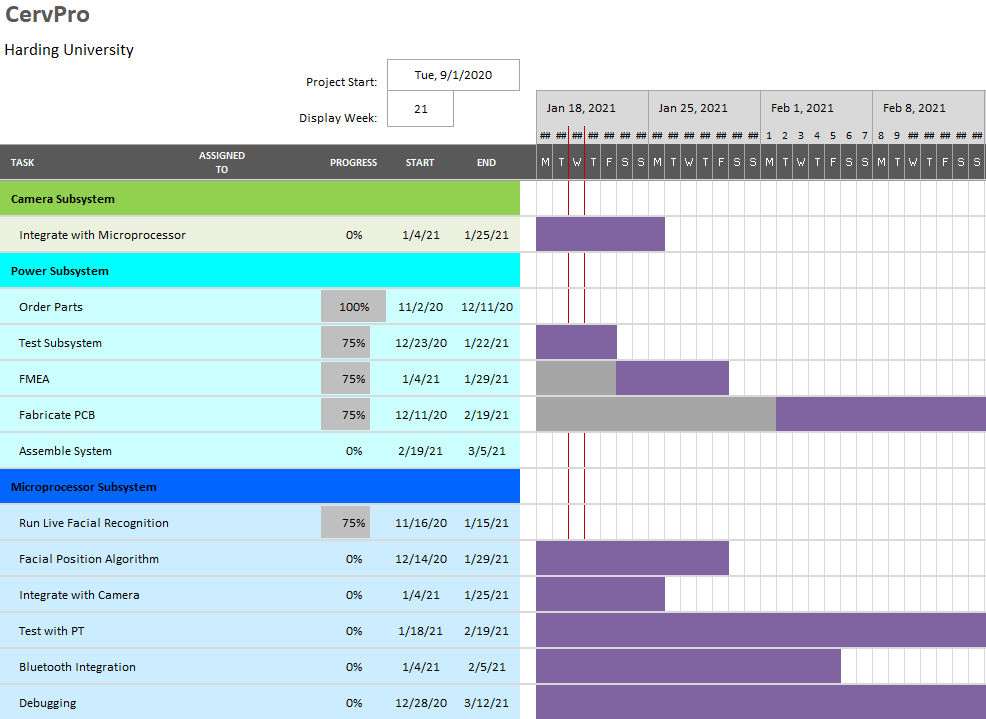 CervPro
Harding University
Project Start: Tue, 9/1/2020
Display Week: 21
Jan 18, 2021 Jan 25, 2021 Feb 1, 2021 Feb 8, 2021
## ## ## ## ## ## ## ## ## ## ## ## ## ## 1 2 3 4 5 6 7 8 9 ## ## ## ## ##
TASK ASSIGNED TO PROGRESS START END M T W T F S S M T W T F S S M T W T F S S M T W T F S S
Camera Subsystem
Integrate with Microprocessor 0% 1/4/21 1/25/21
Power Subsystem
Order Parts 100% 11/2/20 12/11/20
Test Subsystem 75% 12/23/20 1/22/21
FMEA 75% 1/4/21 1/29/21
Fabricate PCB 75% 12/11/20 2/19/21
Assemble System 0% 2/19/21 3/5/21
Microprocessor Subsystem
Run Live Facial Recognition 75% 11/16/20 1/15/21
Facial Position Algorithm 0% 12/14/20 1/29/21
Integrate with Camera 0% 1/4/21 1/25/21
Test with PT 0% 1/18/21 2/19/21
Bluetooth Integration 0% 1/4/21 2/5/21
Debugging 0% 12/28/20 3/12/21